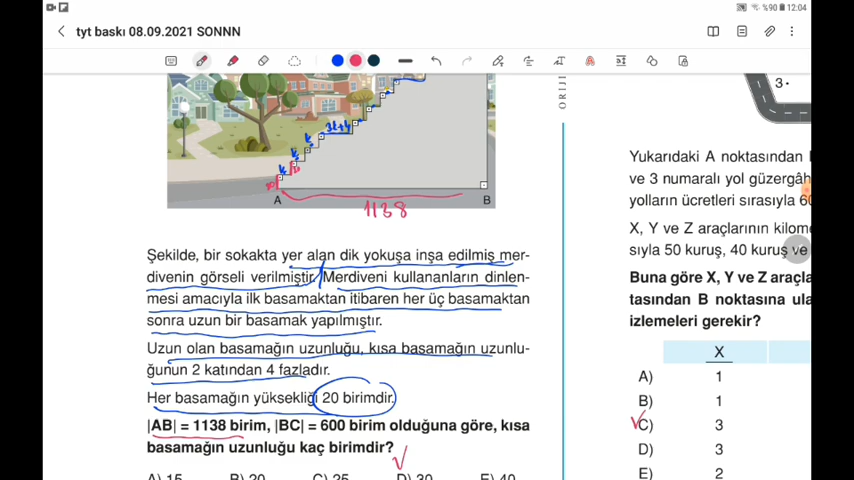 %90 12:04
tyt baskı 08.09.2021 SONNN
ORİJİ
3
A
B
1138
Şekilde, bir sokakta yer alan dik yokuşa inşa edilmiş mer-
divenin görseli verilmiştir. Merdiveni kullananların dinlen-
mesi amacıyla ilk basamaktan itibaren her üç basamaktan
sonra uzun bir basamak yapılmıştır.
Uzun olan basamağın uzunluğu, kısa basamağın uzunlu-
ğunun 2 katından 4 fazladır.
Her basamağın yüksekliği 20 birimdir.
|AB| = 1138 birim, |BC| = 600 birim olduğuna göre, kısa
basamağın uzunluğu kaç birimdir?
A) 15 B) 20 C) 25 D) 30 E) 40
Yukarıdaki A noktasından
ve 3 numaralı yol güzergâh
yolların ücretleri sırasıyla 60
X, Y ve Z araçlarının kilome
sıyla 50 kuruş, 40 kuruş ve
Buna göre X, Y ve Z araçla
tasından B noktasına ula
izlemeleri gerekir?
X
A) 1
B) 1
C) 3
D) 3
E) 2